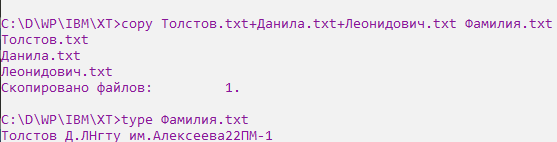 C:\D\WP\IBM\XT>copy Толстов.txt+Данила.txt+Леонидович.txt Фамилия.txt
Толстов.txt
Данила.txt
Леонидович.txt
Скопировано файлов:         1.
C:\D\WP\IBM\XT>type Фамилия.txt
Толстов Д.ЛНгту им.Алексеева22ПМ-1